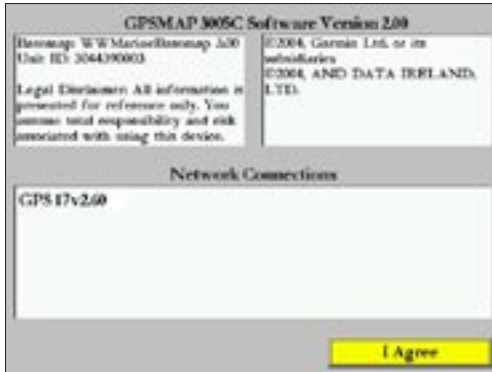 GPSMAP 3005C Software Version 2.00
Basemap: WWMarineBasemap
Unit ID: 3044390003
Legal Disclaimer: All information is
presented for reference only. You
assume total responsibility and risk
associated with using this device.
©2004, Garmin Ltd. or its
subsidiaries
©2004, AND DATA IRELAND,
LTD.
Network Connections
GPS 17v2.60
I Agree